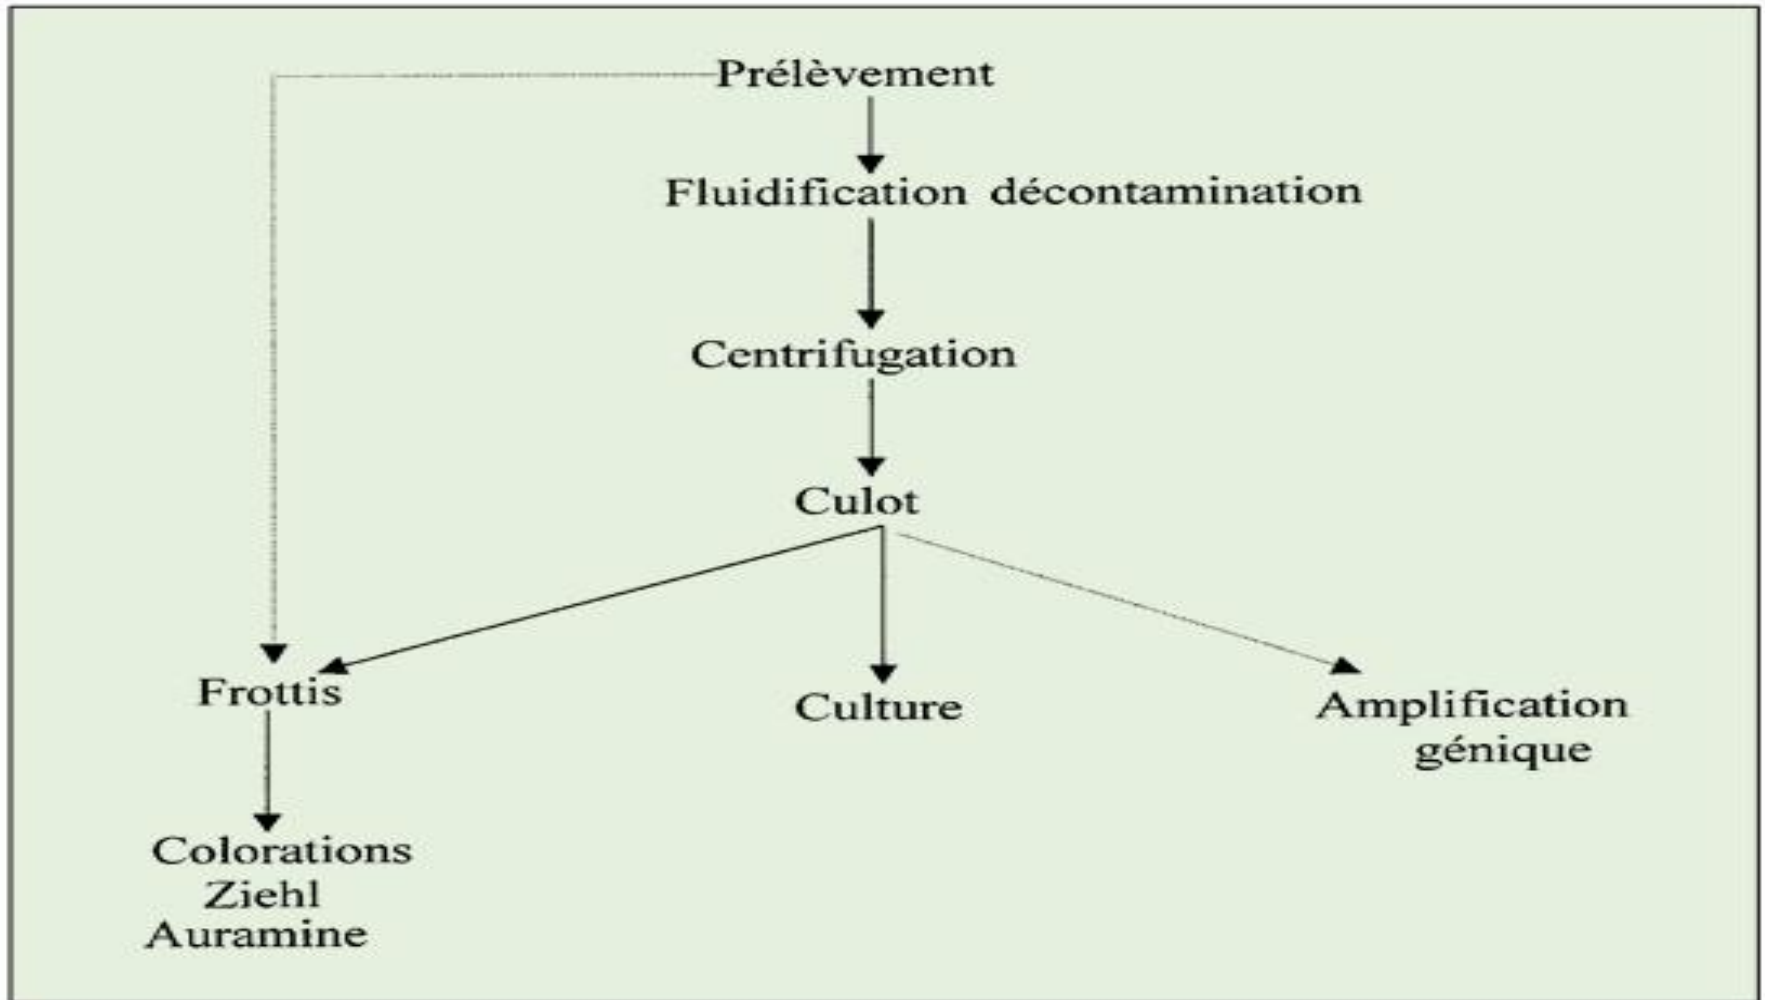 Prélèvement
Fluidification décontamination
Centrifugation
Culot
Frottis
Culture
Amplification
génique
Colorations
Ziehl
Auramine